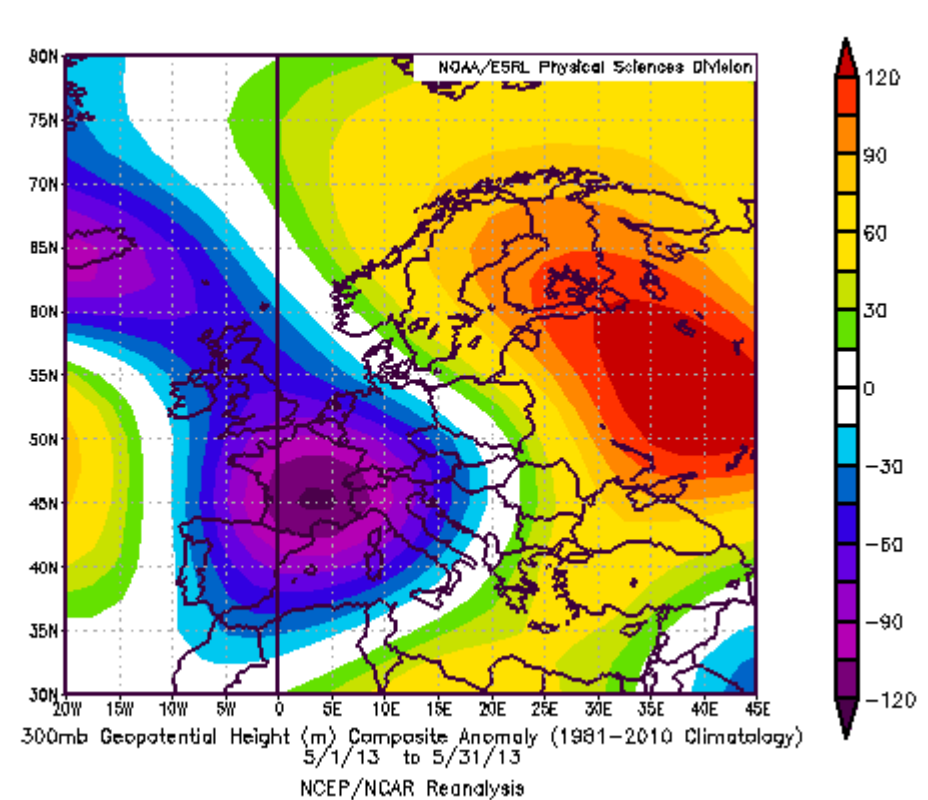 80N
NOAA/ESRL Physical Sciences Division
75N
70N
65N
60N
55N
50N
45N
40N
35N
30N
20W 15W 10W 5W 0 5E 10E 15E 20E 25E 30E 35E 40E 45E
120
90
60
30
0
-30
-60
-90
-120
300mb Geopotential Height (m) Composite Anomaly (1981-2010 Climatology)
5/1/13 to 5/31/13
NCEP/NCAR Reanalysis